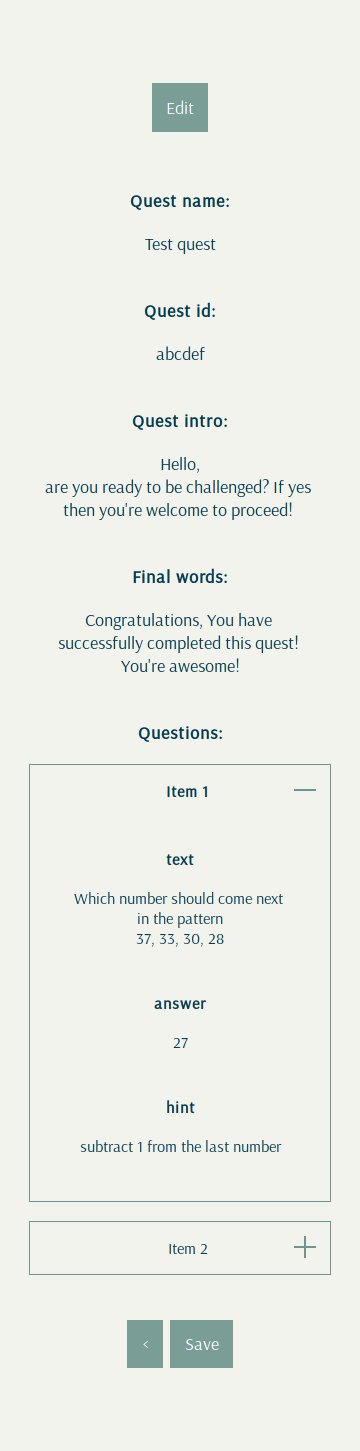 Edit
Quest name:
Test quest
Quest id:
abcdef
Quest intro:
Hello,
are you ready to be challenged? If yes
then you're welcome to proceed!
Final words:
Congratulations, You have
successfully completed this quest!
You're awesome!
Questions:
Item 1
text
Which number should come next
in the pattern
37, 33, 30, 28
answer
27
hint
subtract 1 from the last number
Item 2
< Save